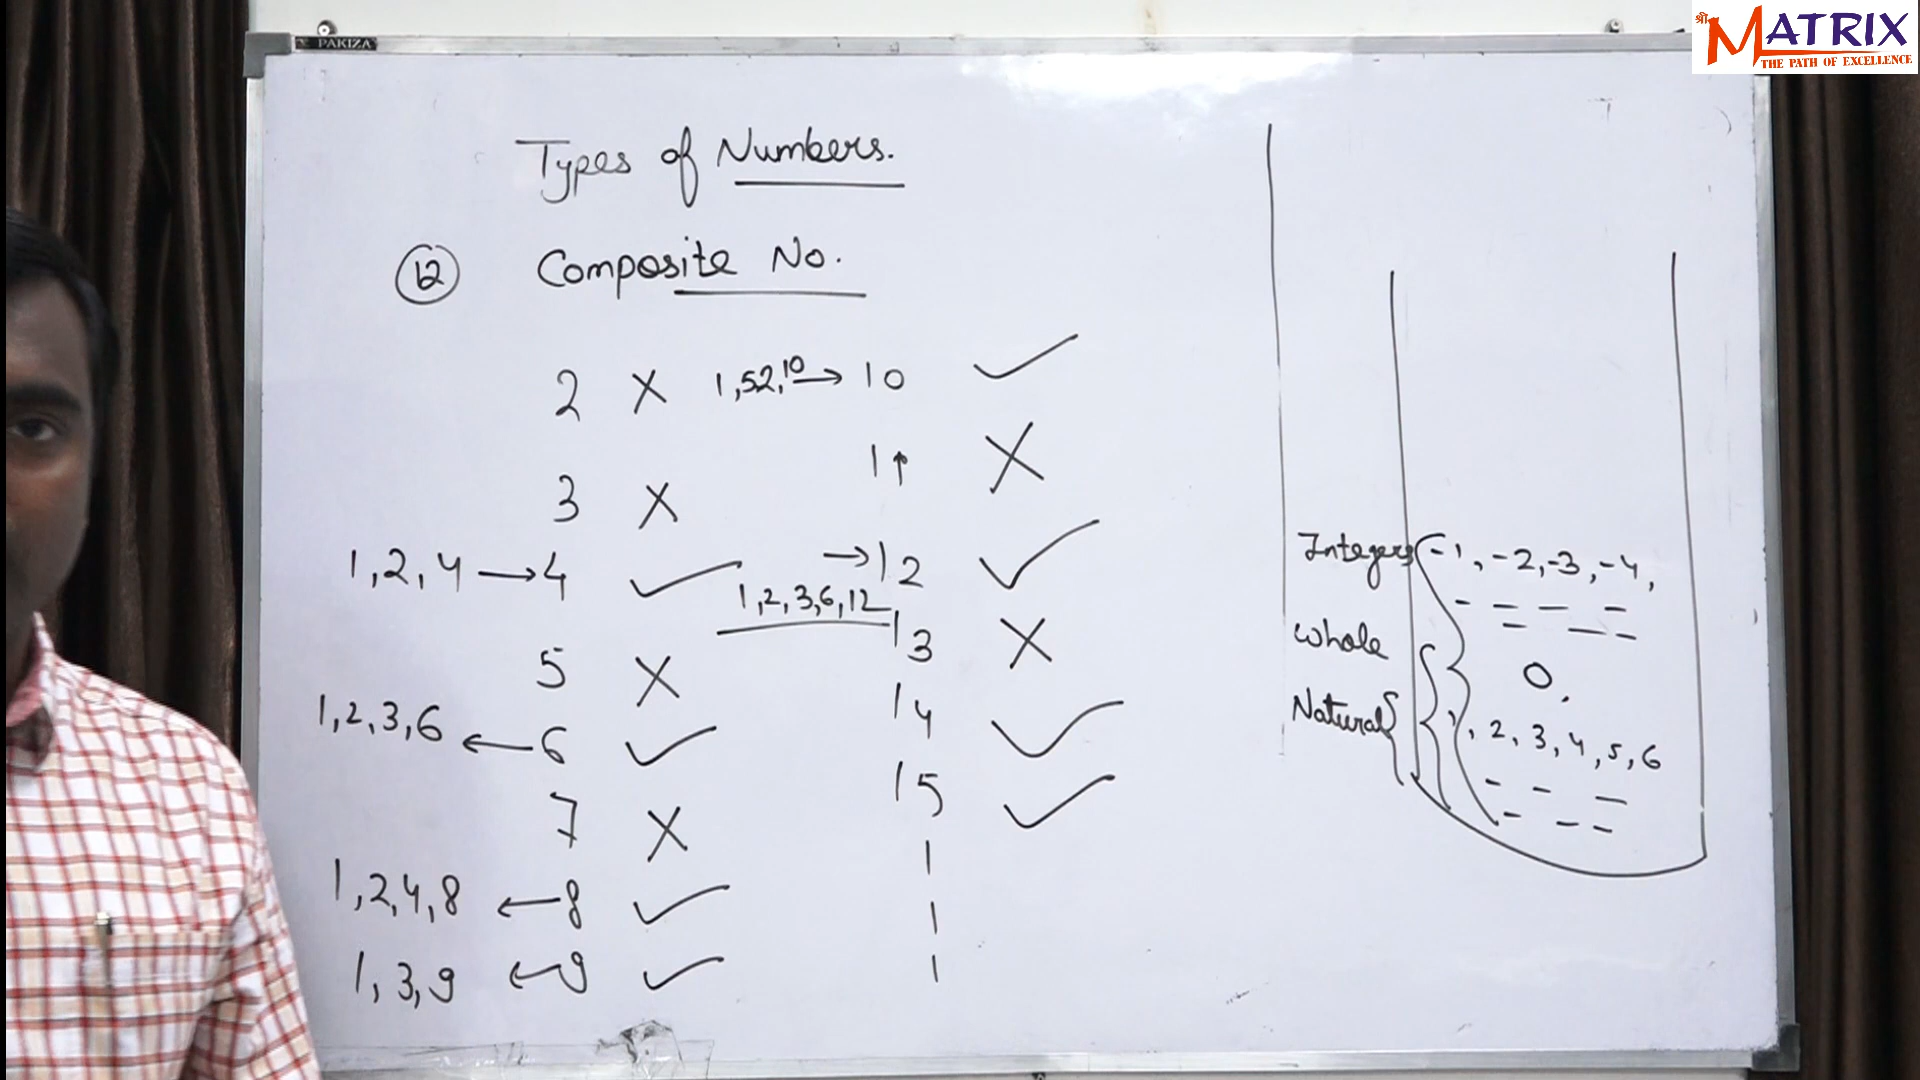 श्री MATRIX
THE PATH OF EXCELLENCE
PAKIZA
Types of Numbers.
12 Composite No.
2 X 1,52,10 → 10 ✓
11 X
3 X
1,2,4 → 4 ✓ → 12 ✓
1,2,3,6,12
13 X
5 X
14 ✓
1,2,3,6 ← 6 ✓
15 ✓
7 X
1,2,4,8 ← 8 ✓
1,3,9 ← 9 ✓
Integers -1, -2, -3, -4,
Whole 0,
Natural 1, 2, 3, 4, 5, 6